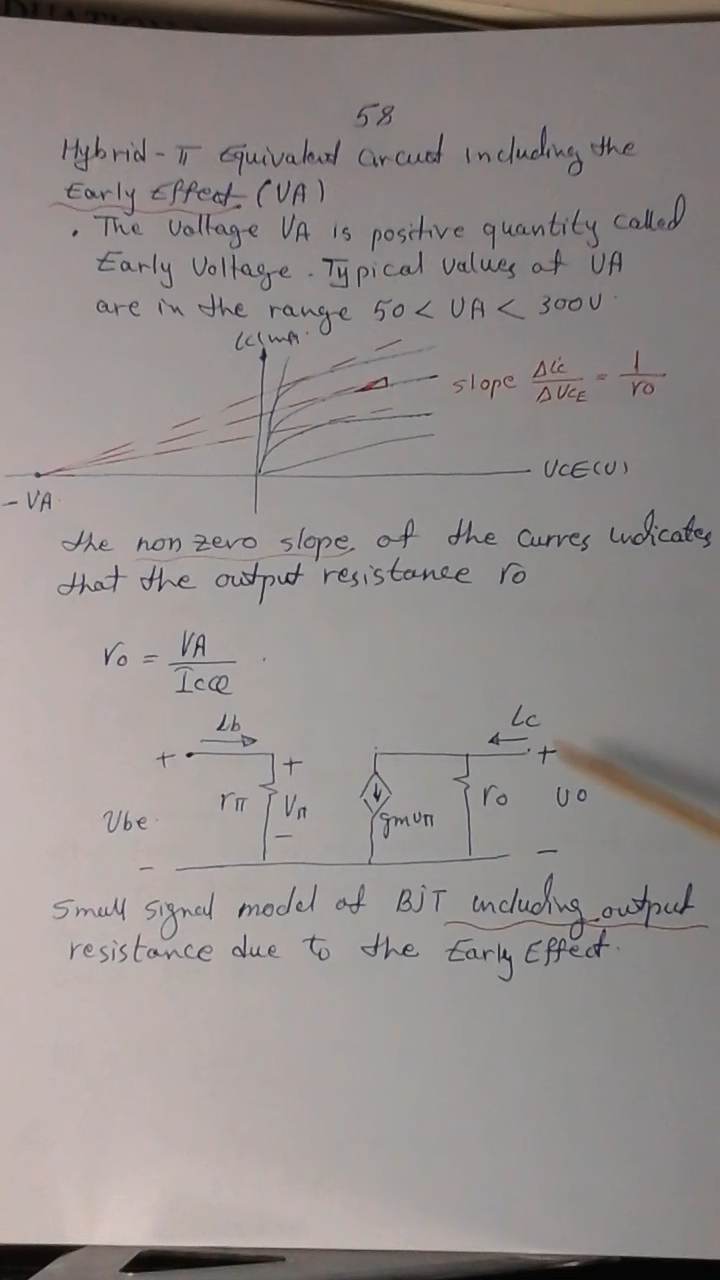 58
Hybrid - π Equivalent circuit including the
Early Effect. (VA)
. The voltage VA is positive quantity called
Early Voltage. Typical values of VA
are in the range 50 < VA < 300V.
ic(mA)
slope Δic/ΔVCE = 1/ro
VCE(V)
- VA
the non zero slope of the curves indicates
that the output resistance ro
ro = VA/ICQ
ib
ic
+ + +
Vbe rπ Vπ gmvπ ro vo
- - -
Small signal model of BJT including output
resistance due to the Early Effect.